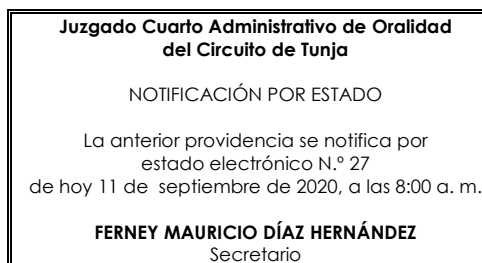 Juzgado Cuarto Administrativo de Oralidad
del Circuito de Tunja
NOTIFICACIÓN POR ESTADO
La anterior providencia se notifica por
estado electrónico N.° 27
de hoy 11 de septiembre de 2020, a las 8:00 a. m.
FERNEY MAURICIO DÍAZ HERNÁNDEZ
Secretario